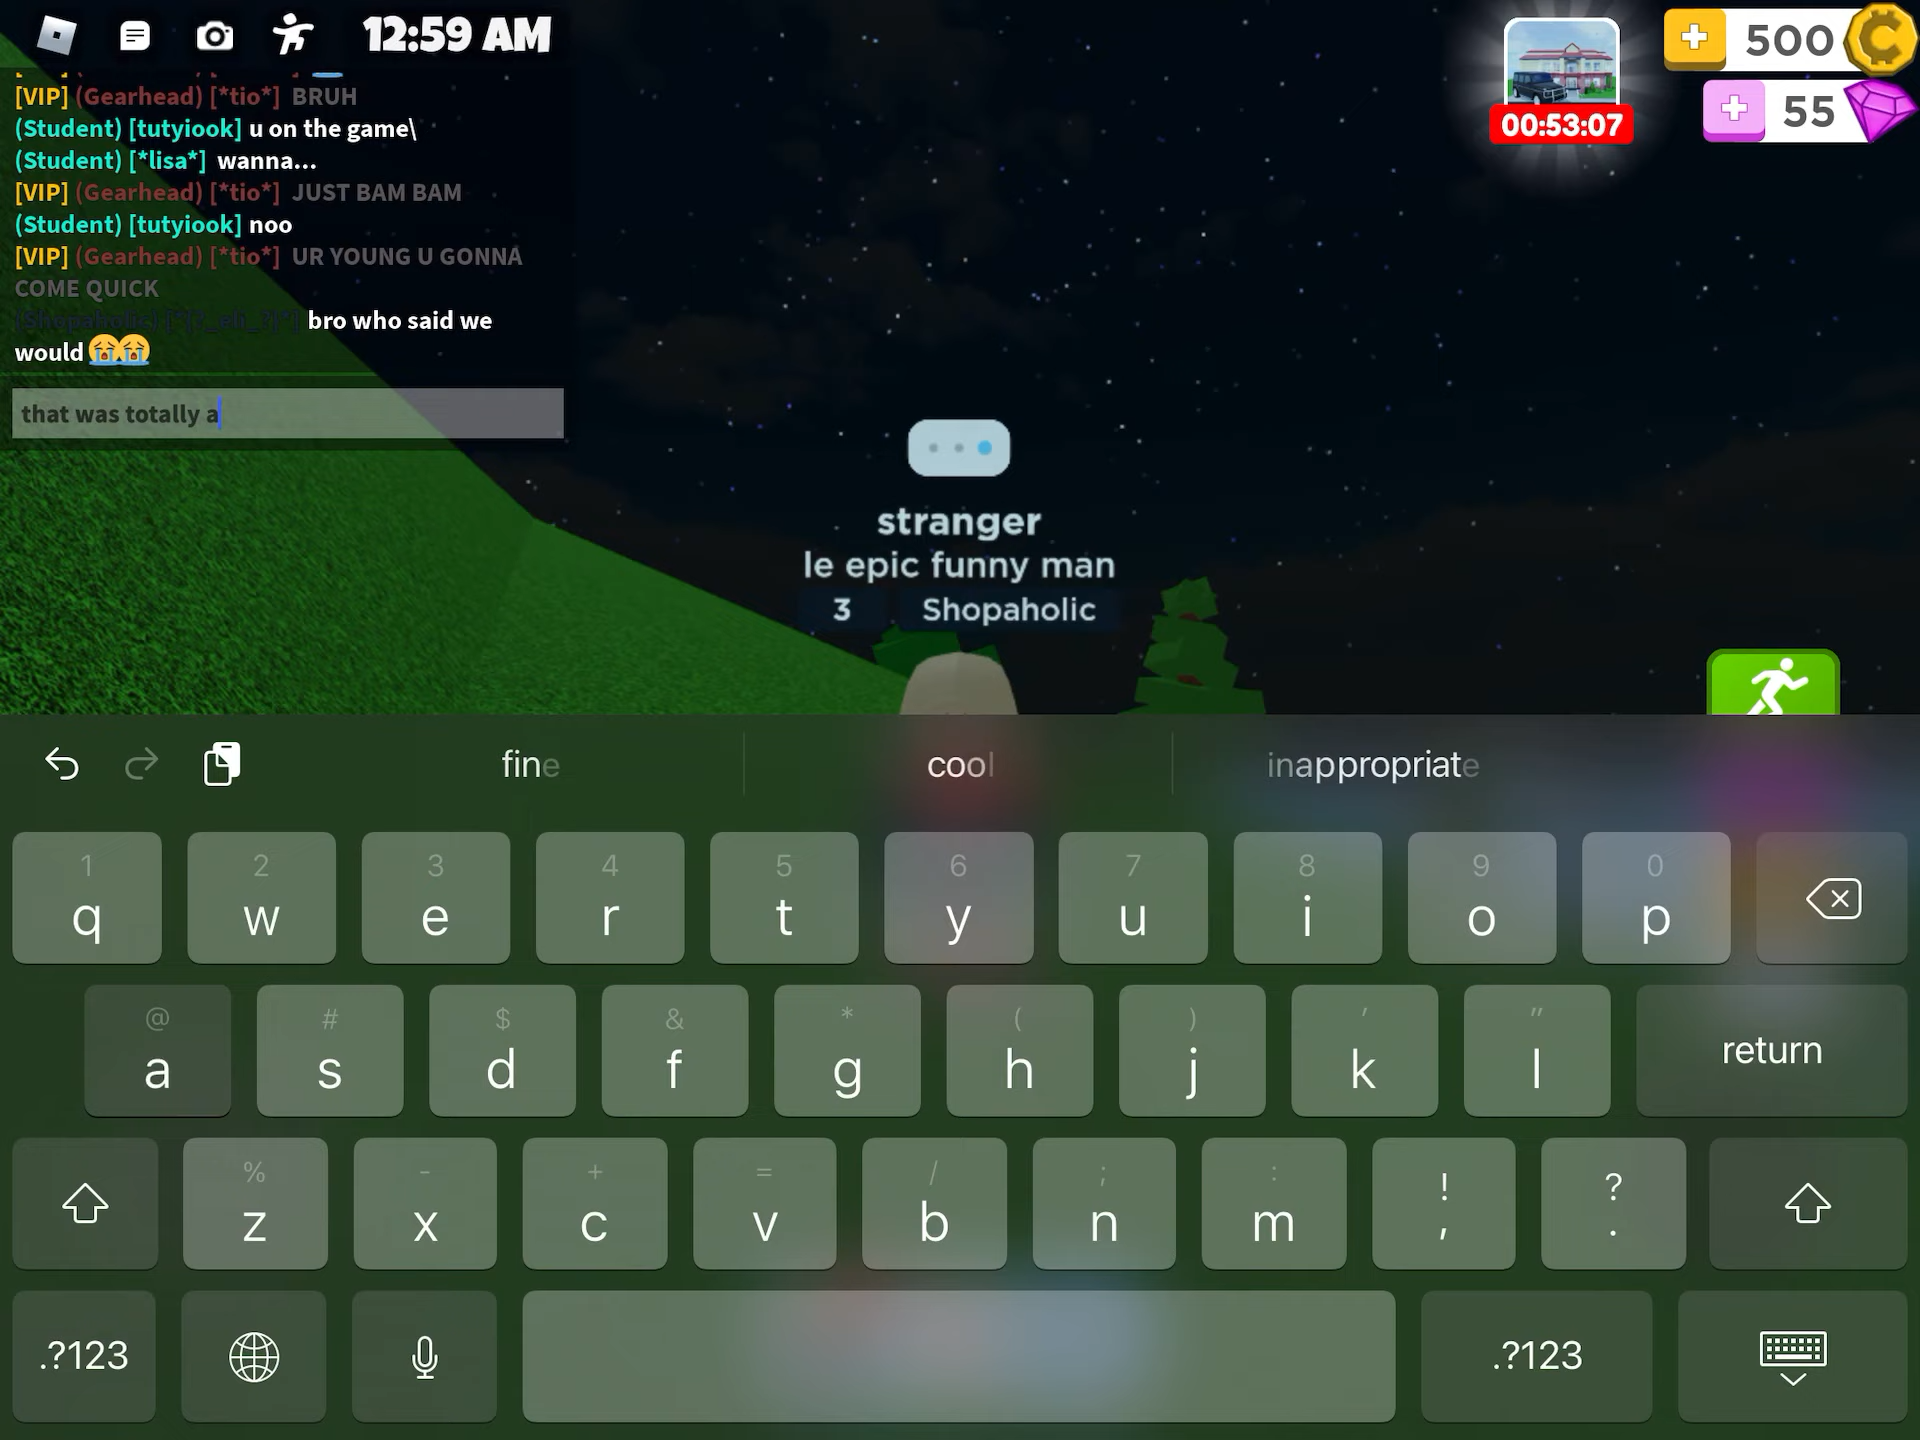 12:59 AM
[VIP] (Gearhead) [*tio*] BRUH
(Student) [tutyiook] u on the game\
(Student) [*lisa*] wanna...
[VIP] (Gearhead) [*tio*] JUST BAM BAM
(Student) [tutyiook] noo
[VIP] (Gearhead) [*tio*] UR YOUNG U GONNA
COME QUICK
(Shopaholic) bro who said we
would 😭😭
that was totally a
00:53:07
+ 500
+ 55
stranger
le epic funny man
3 Shopaholic
fine cool inappropriate
1 2 3 4 5 6 7 8 9 0
q w e r t y u i o p
@ # $ & * ( ) ' "
a s d f g h j k l return
% - + = / ; : ! ?
z x c v b n m , .
.?123 .?123